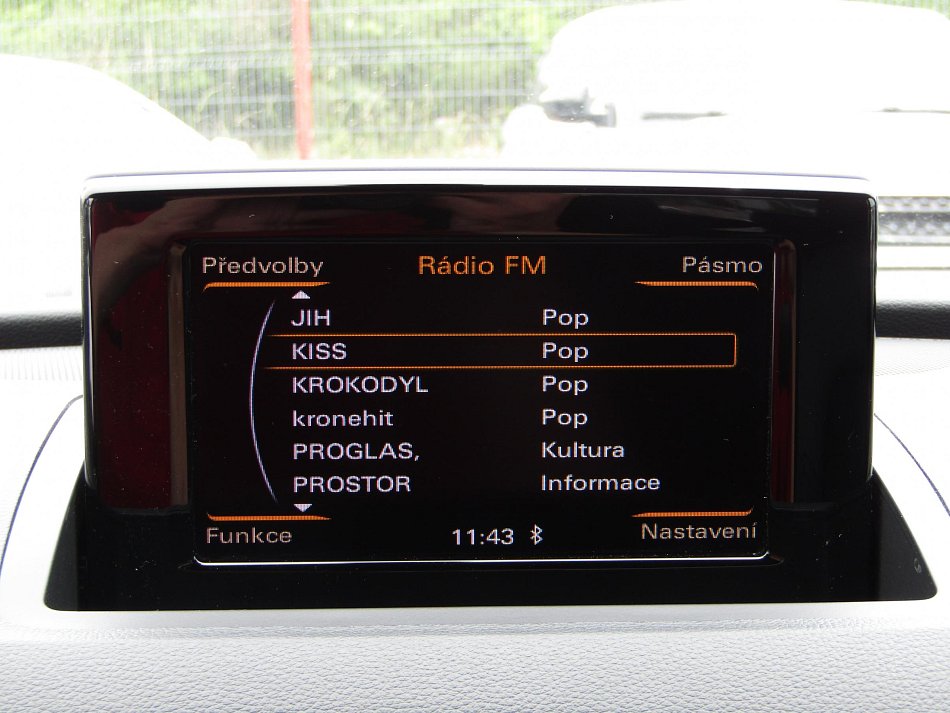 Předvolby Rádio FM Pásmo
JIH Pop
KISS Pop
KROKODYL Pop
kronehit Pop
PROGLAS, Kultura
PROSTOR Informace
Funkce 11:43 Nastavení